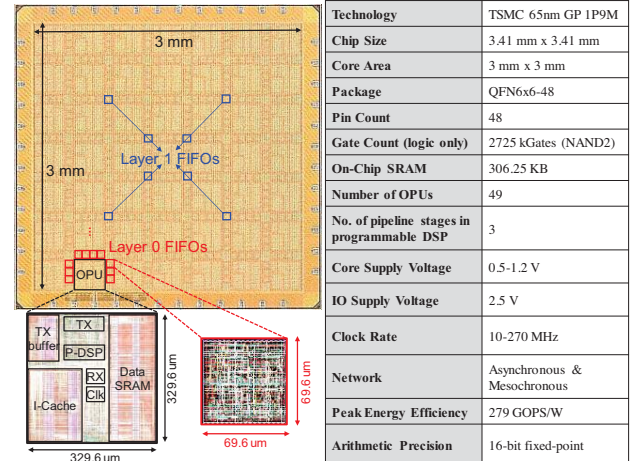 3 mm
Layer 1 FIFOs
3 mm
Layer 0 FIFOs
OPU
TX buffer
TX
P-DSP
RX
Clk
Data SRAM
I-Cache
329.6 um
329.6 um
69.6 um
69.6 um
Technology TSMC 65nm GP 1P9M
Chip Size 3.41 mm x 3.41 mm
Core Area 3 mm x 3 mm
Package QFN6x6-48
Pin Count 48
Gate Count (logic only) 2725 kGates (NAND2)
On-Chip SRAM 306.25 KB
Number of OPUs 49
No. of pipeline stages in
programmable DSP 3
Core Supply Voltage 0.5-1.2 V
IO Supply Voltage 2.5 V
Clock Rate 10-270 MHz
Network Asynchronous &
Mesochronous
Peak Energy Efficiency 279 GOPS/W
Arithmetic Precision 16-bit fixed-point